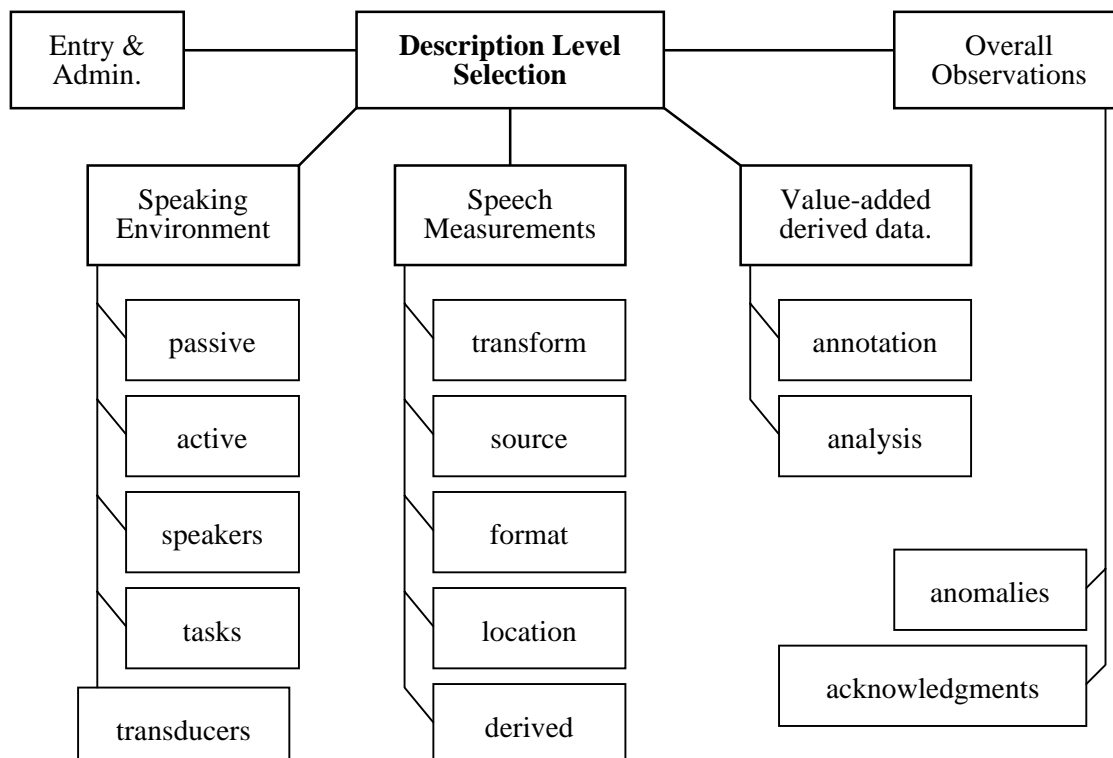 Entry &
Admin.
Description Level
Selection
Overall
Observations
Speaking
Environment
Speech
Measurements
Value-added
derived data.
passive
transform
annotation
active
source
analysis
speakers
format
anomalies
tasks
location
acknowledgments
transducers
derived